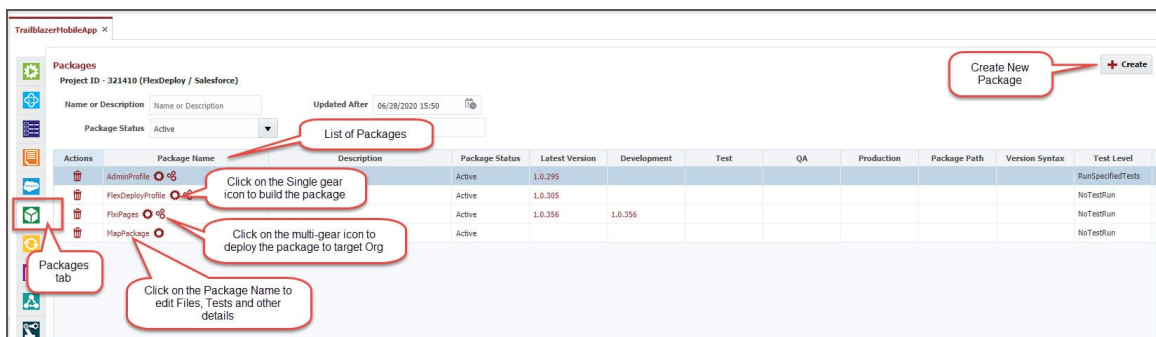 TrailblazerMobileApp ×
Packages
Project ID - 321410 (FlexDeploy / Salesforce)
Create New
Package
Create
Name or Description
Name or Description
Updated After
06/28/2020 15:50
Package Status
Active
List of Packages
Actions Package Name Description Package Status Latest Version Development Test QA Production Package Path Version Syntax Test Level
AdminProfile Active 1.0.295 RunSpecifiedTests
Click on the Single gear
icon to build the package
FlexDeployProfile Active 1.0.305 NoTestRun
FlxiPages Active 1.0.356 1.0.356 NoTestRun
Click on the multi-gear icon to
deploy the package to target Org
MapPackage Active NoTestRun
Packages
tab
Click on the Package Name to
edit Files, Tests and other
details